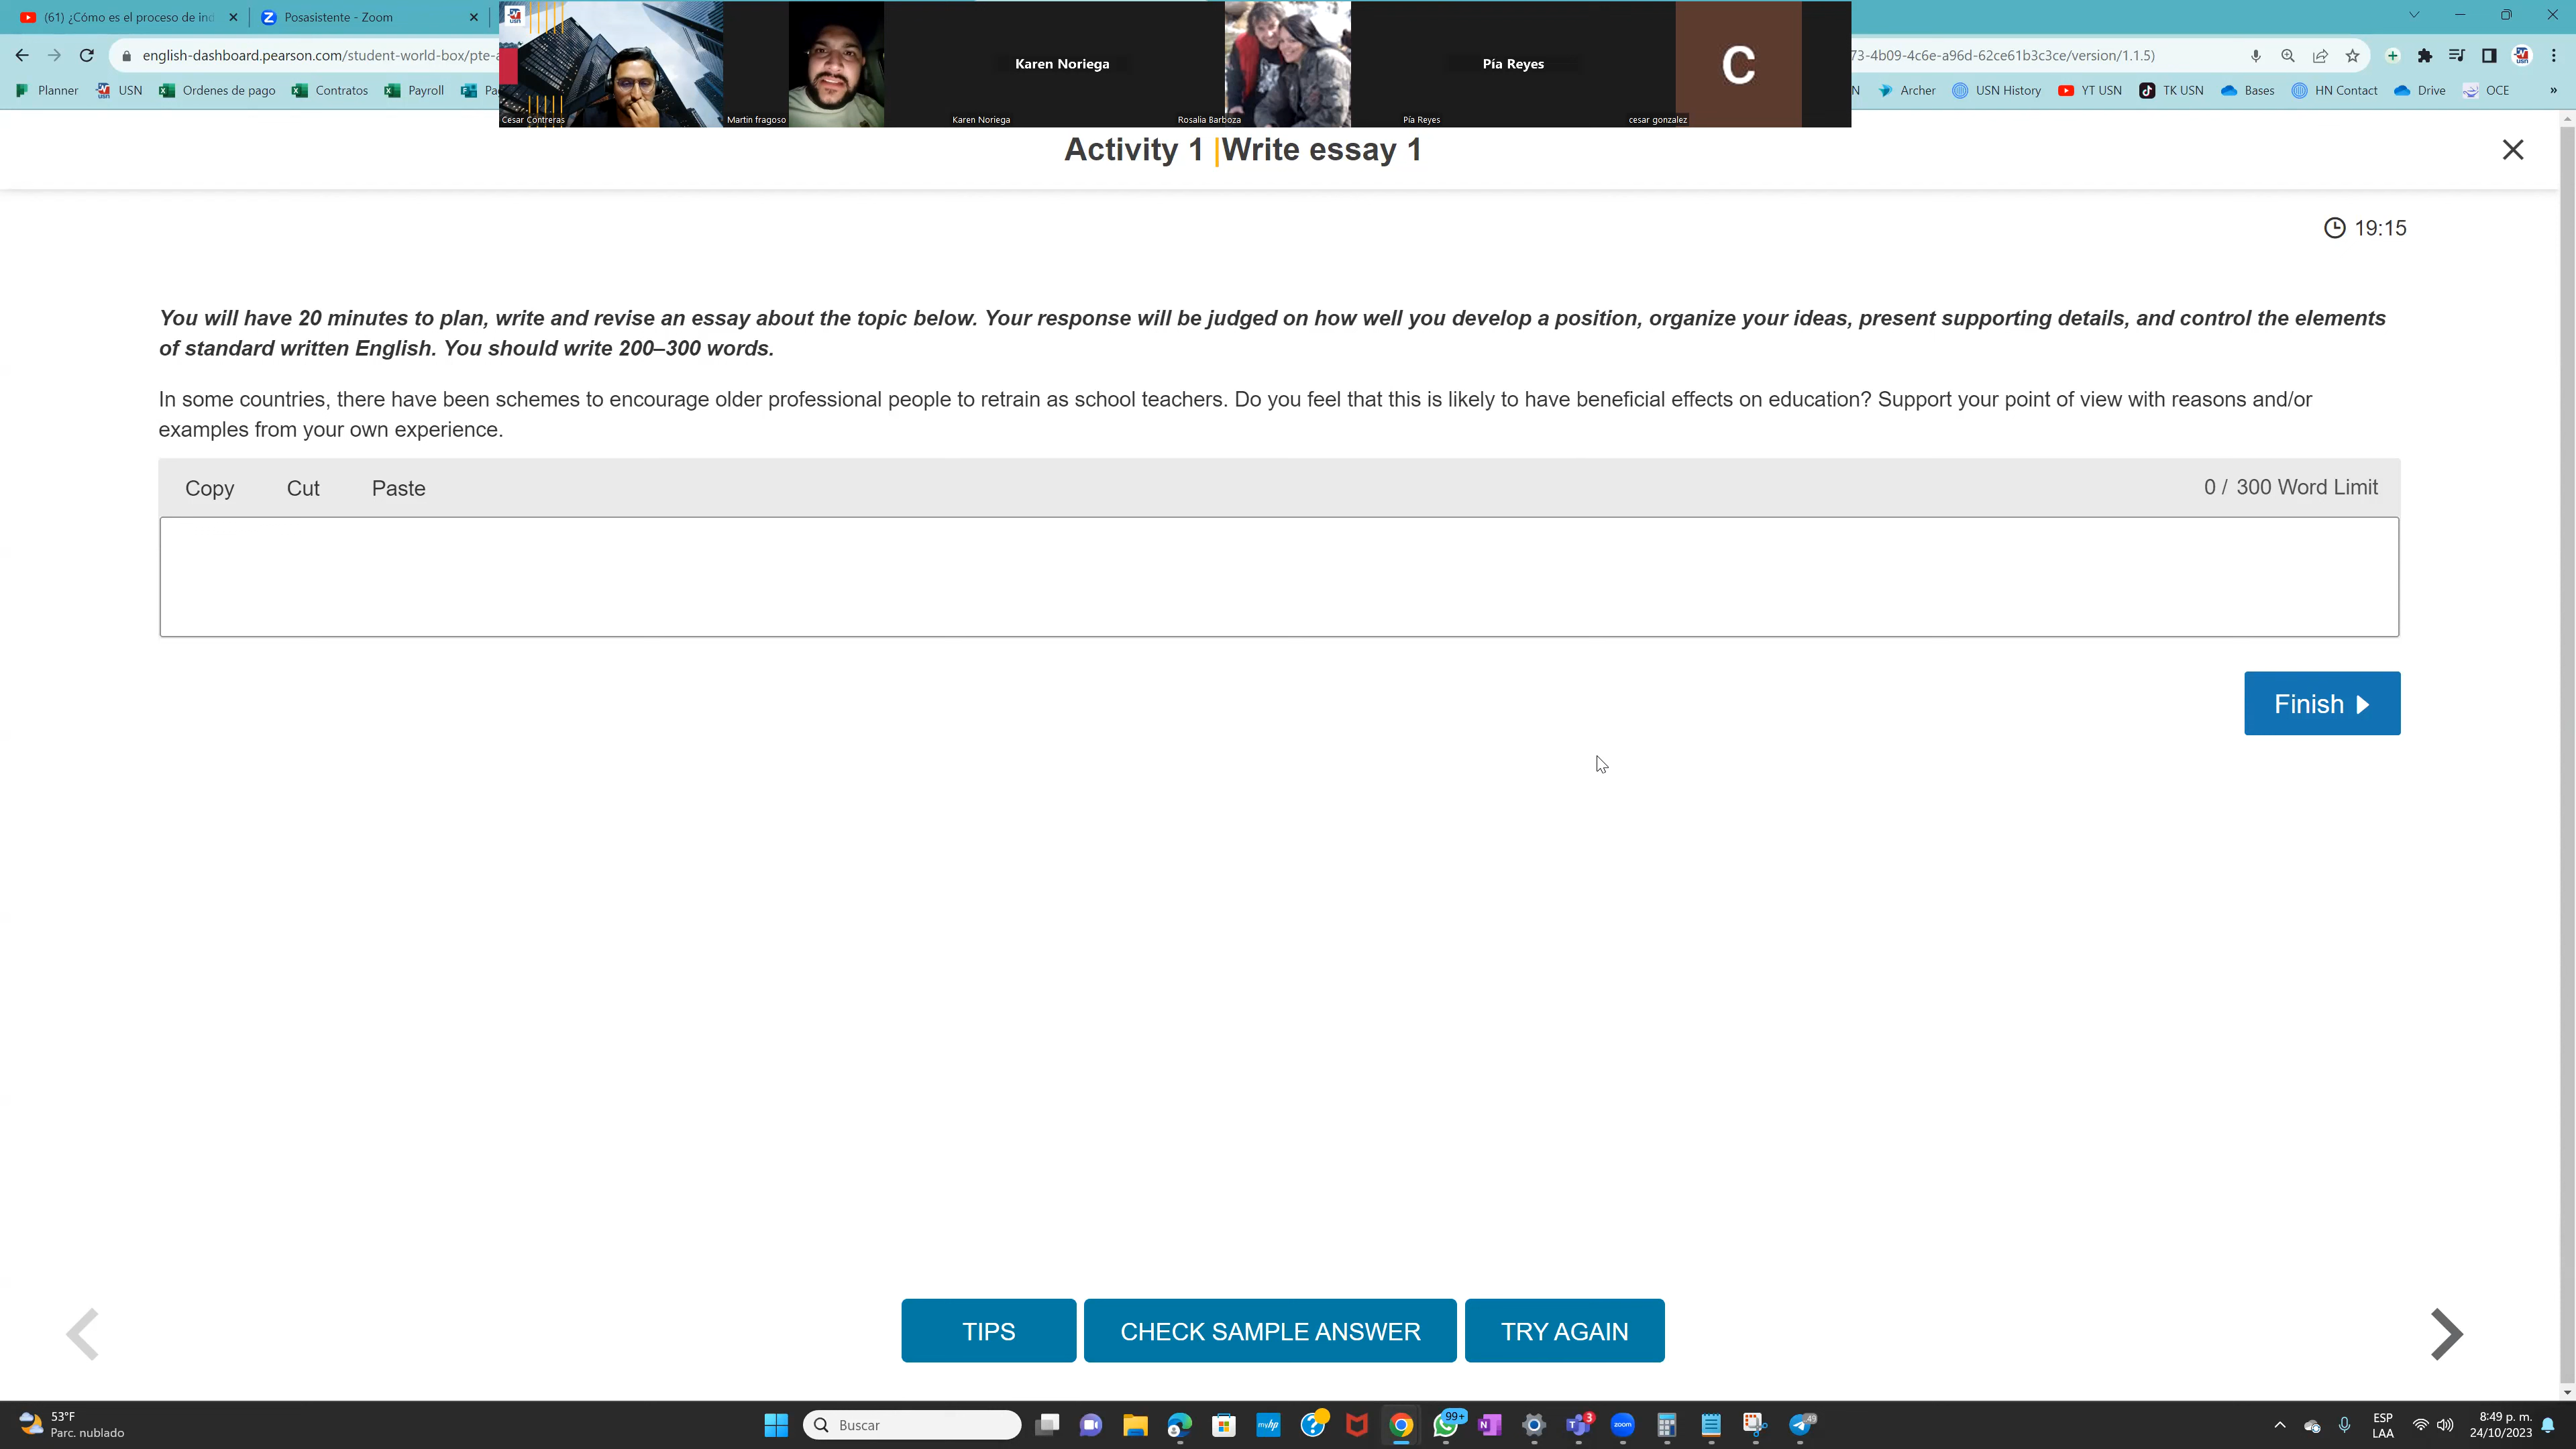 (61) ¿Cómo es el proceso de ind
Posasistente - Zoom
english-dashboard.pearson.com/student-world-box/pte-a
73-4b09-4c6e-a96d-62ce61b3c3ce/version/1.1.5)
Planner USN Ordenes de pago Contratos Payroll Pa
N Archer USN History YT USN TK USN Bases HN Contact Drive OCE »
Karen Noriega
Pía Reyes
C
Cesar Contreras
Martin fragoso
Karen Noriega
Rosalia Barboza
Pía Reyes
cesar gonzalez
Activity 1 |Write essay 1
19:15
You will have 20 minutes to plan, write and revise an essay about the topic below. Your response will be judged on how well you develop a position, organize your ideas, present supporting details, and control the elements
of standard written English. You should write 200–300 words.
In some countries, there have been schemes to encourage older professional people to retrain as school teachers. Do you feel that this is likely to have beneficial effects on education? Support your point of view with reasons and/or
examples from your own experience.
Copy Cut Paste
0 / 300 Word Limit
Finish
TIPS
CHECK SAMPLE ANSWER
TRY AGAIN
53°F
Parc. nublado
Buscar
myhp
99+
3
zoom
49
ESP
LAA
8:49 p. m.
24/10/2023